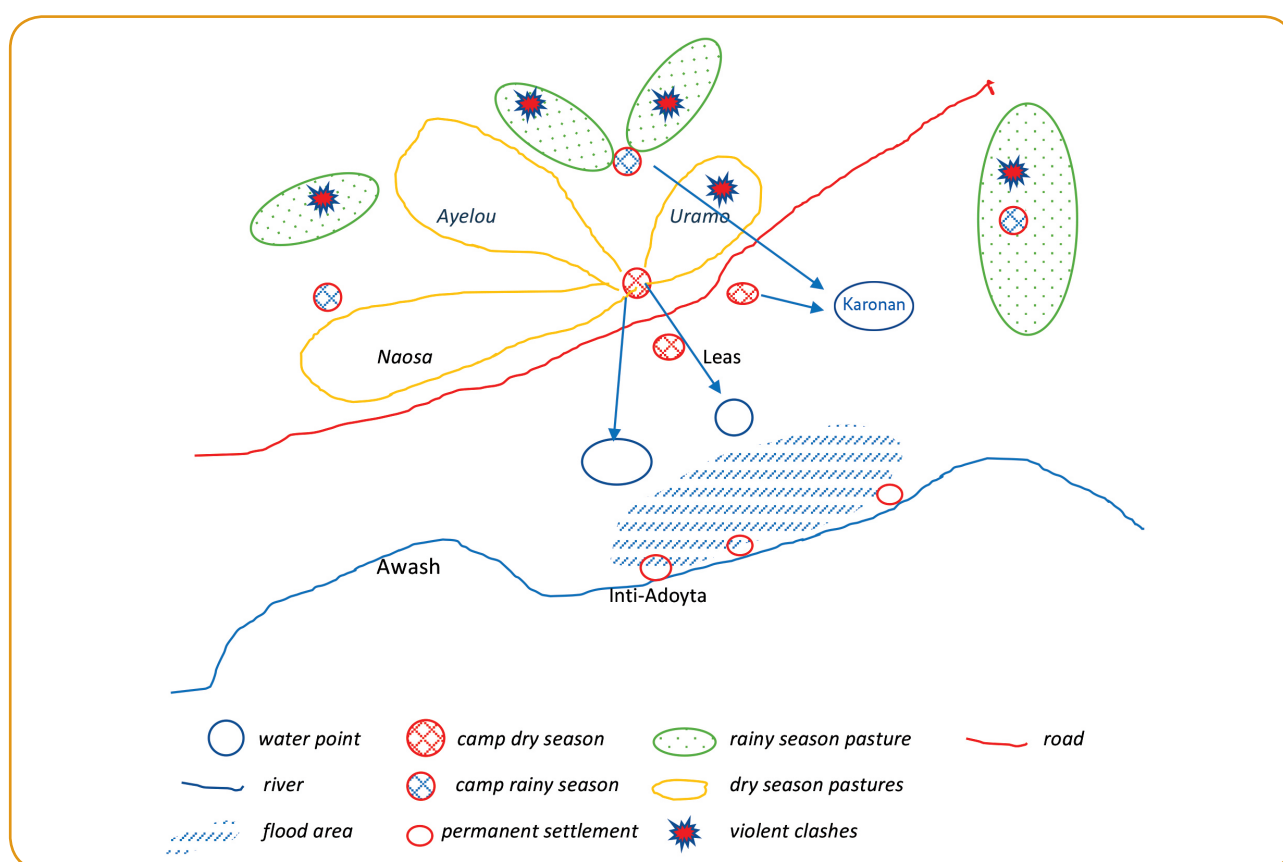 Ayelou
Uramo
Karonan
Naosa
Leas
Awash
Inti-Adoyta
water point
camp dry season
rainy season pasture
road
river
camp rainy season
dry season pastures
flood area
permanent settlement
violent clashes